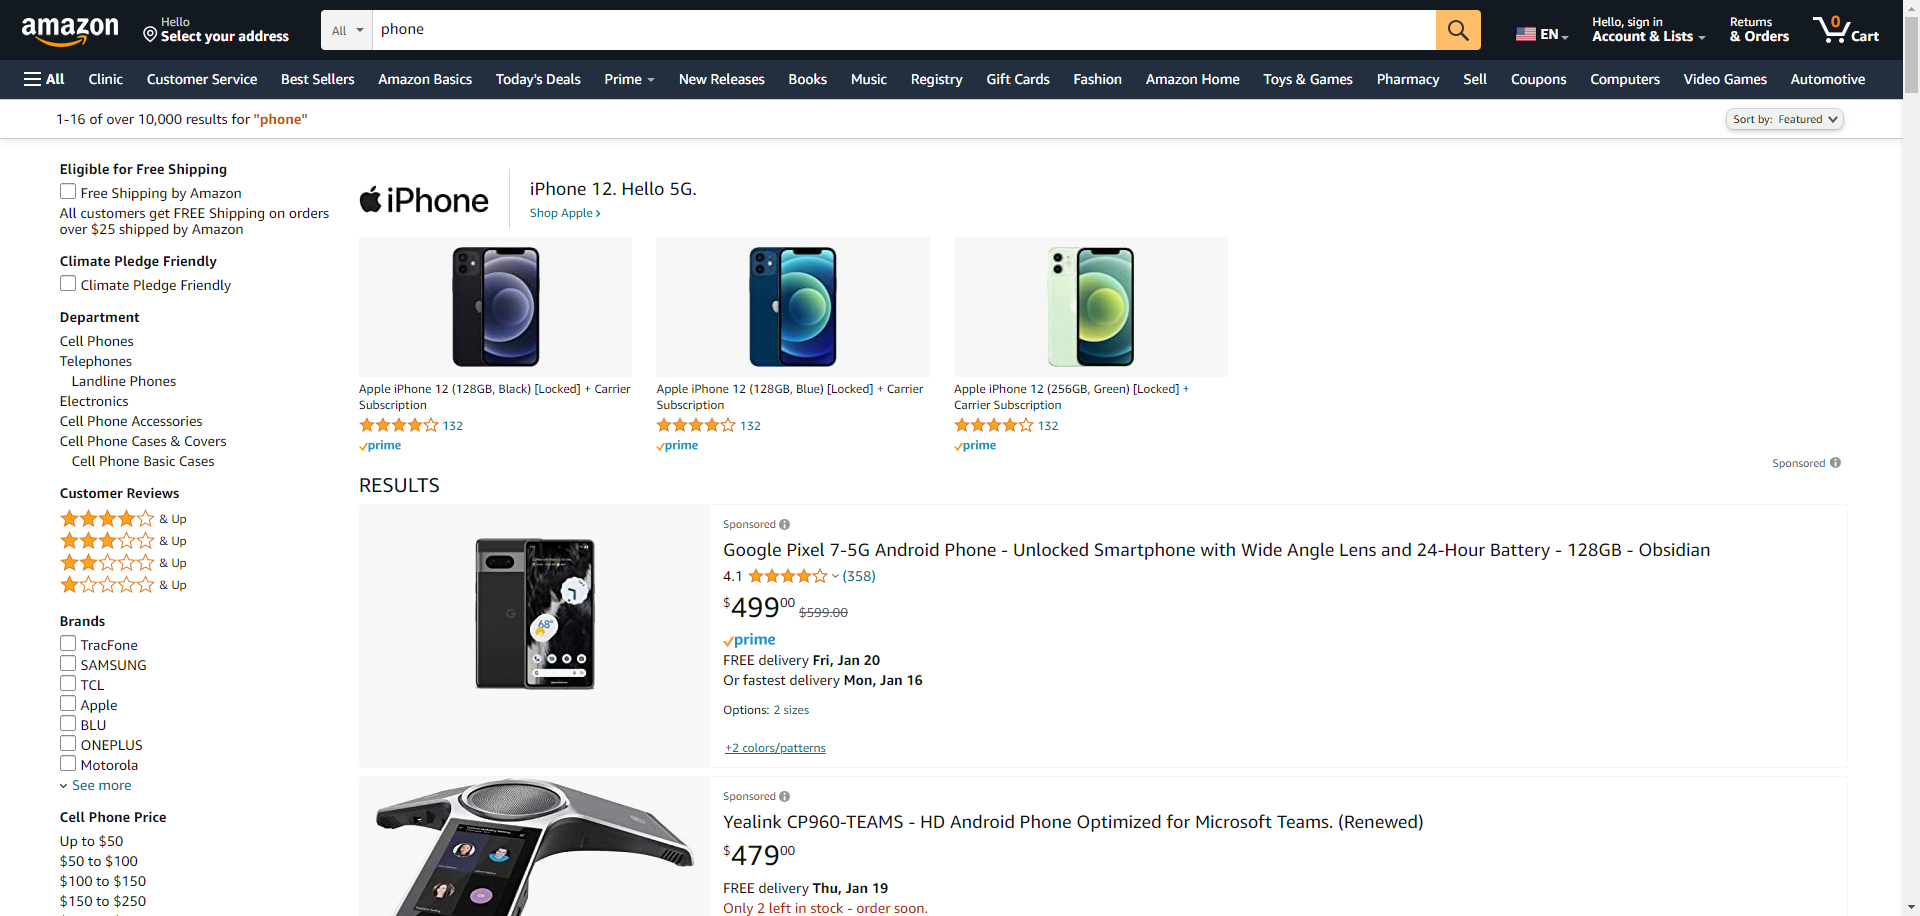 amazon
Hello
Select your address
All
phone
EN
Hello, sign in
Account & Lists
Returns
& Orders
0
Cart
All
Clinic
Customer Service
Best Sellers
Amazon Basics
Today's Deals
Prime
New Releases
Books
Music
Registry
Gift Cards
Fashion
Amazon Home
Toys & Games
Pharmacy
Sell
Coupons
Computers
Video Games
Automotive
1-16 of over 10,000 results for "phone"
Sort by: Featured
Eligible for Free Shipping
Free Shipping by Amazon
All customers get FREE Shipping on orders
over $25 shipped by Amazon
Climate Pledge Friendly
Climate Pledge Friendly
Department
Cell Phones
Telephones
Landline Phones
Electronics
Cell Phone Accessories
Cell Phone Cases & Covers
Cell Phone Basic Cases
Customer Reviews
& Up
& Up
& Up
& Up
Brands
TracFone
SAMSUNG
TCL
Apple
BLU
ONEPLUS
Motorola
See more
Cell Phone Price
Up to $50
$50 to $100
$100 to $150
$150 to $250
iPhone
iPhone 12. Hello 5G.
Shop Apple ›
Apple iPhone 12 (128GB, Black) [Locked] + Carrier
Subscription
132
prime
Apple iPhone 12 (128GB, Blue) [Locked] + Carrier
Subscription
132
prime
Apple iPhone 12 (256GB, Green) [Locked] +
Carrier Subscription
132
prime
Sponsored
RESULTS
68°
Sponsored
Google Pixel 7-5G Android Phone - Unlocked Smartphone with Wide Angle Lens and 24-Hour Battery - 128GB - Obsidian
4.1 (358)
$49900 $599.00
prime
FREE delivery Fri, Jan 20
Or fastest delivery Mon, Jan 16
Options: 2 sizes
+2 colors/patterns
Sponsored
Yealink CP960-TEAMS - HD Android Phone Optimized for Microsoft Teams. (Renewed)
$47900
FREE delivery Thu, Jan 19
Only 2 left in stock - order soon.